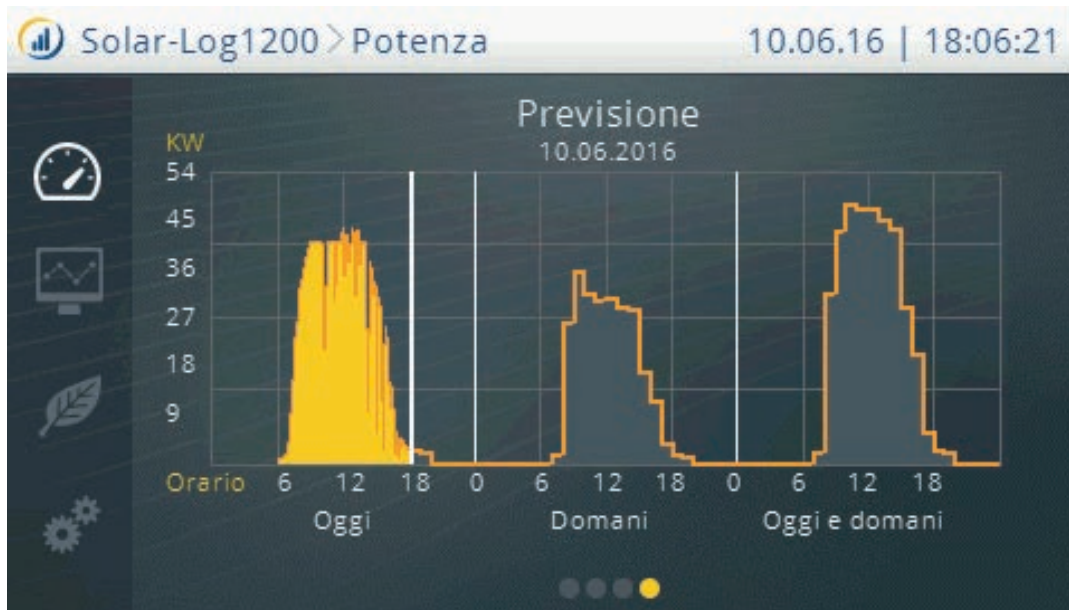 Solar-Log1200 > Potenza 10.06.16 | 18:06:21
Previsione
10.06.2016
KW
54
45
36
27
18
9
Orario 6 12 18 0 6 12 18 0 6 12 18
Oggi Domani Oggi e domani